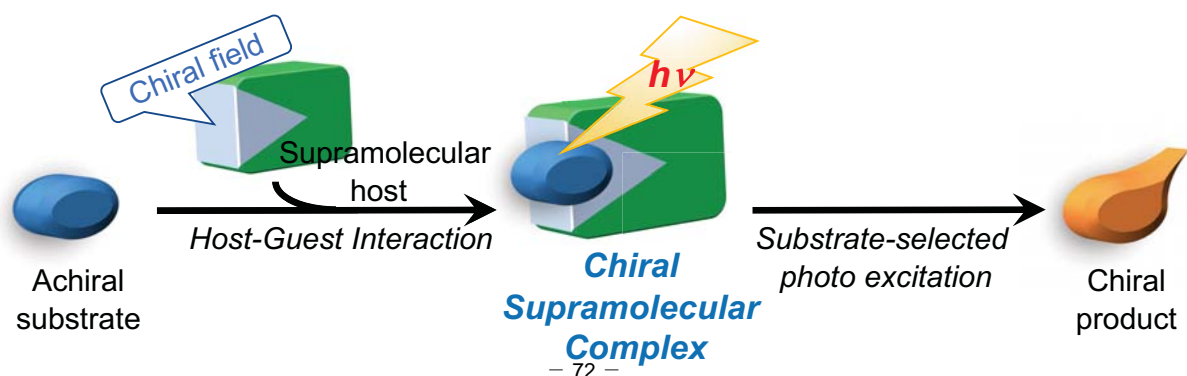 Chiral field
hν
Supramolecular
host
Host-Guest Interaction
Substrate-selected
photo excitation
Achiral
substrate
Chiral
Supramolecular
Complex
Chiral
product
− 72 −